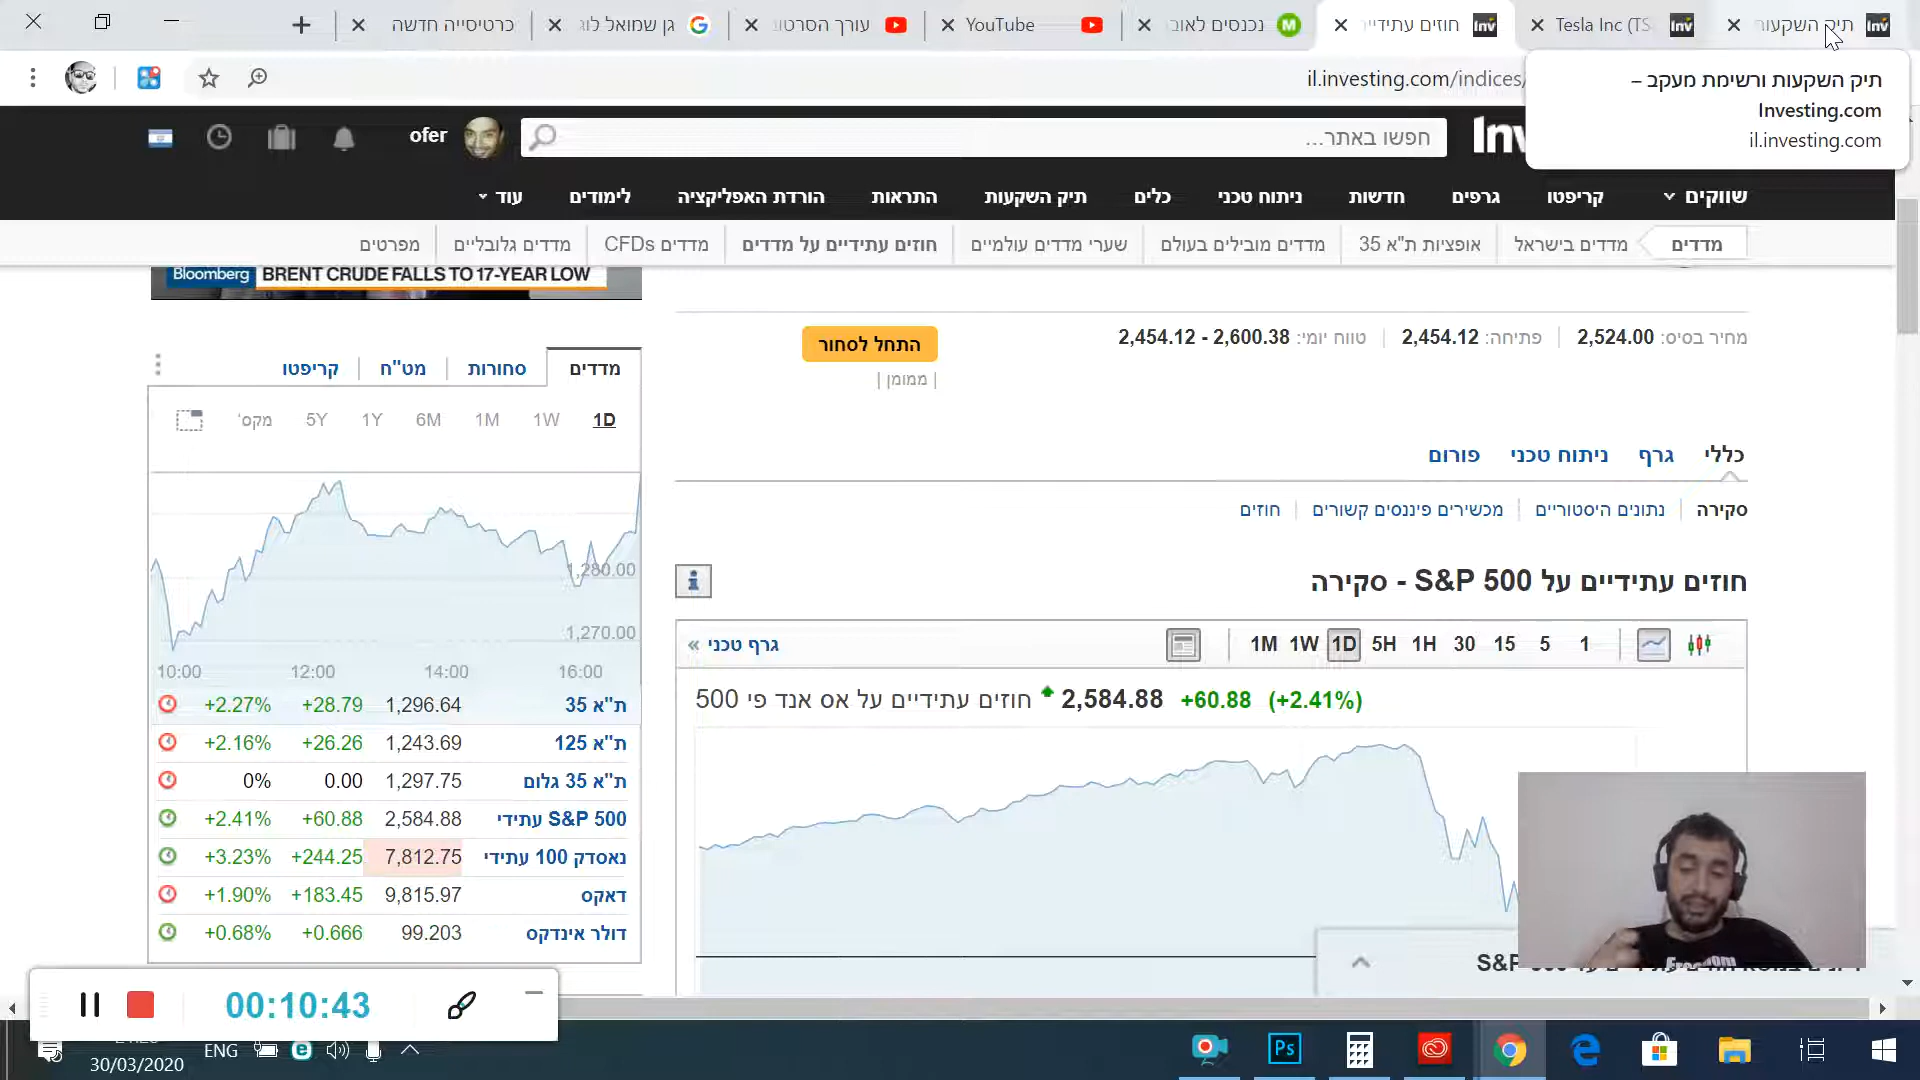 תיק השקעות
Tesla Inc (TS
חוזים עתידיי
נכנסים לאוב
YouTube
עורך הסרטונ
גן שמואל לוג
כרטיסייה חדשה
il.investing.com/indices/
תיק השקעות ורשימת מעקב –
Investing.com
il.investing.com
Inv
חפשו באתר...
ofer
שווקים
קריפטו
גרפים
חדשות
ניתוח טכני
כלים
תיק השקעות
התראות
הורדת האפליקציה
לימודים
עוד
מדדים
מדדים בישראל
אופציות ת"א 35
מדדים מובילים בעולם
שערי מדדים עולמיים
חוזים עתידיים על מדדים
מדדים CFDs
מדדים גלובליים
מפרטים
Bloomberg BRENT CRUDE FALLS TO 17-YEAR LOW
מחיר בסיס: 2,524.00
פתיחה: 2,454.12
טווח יומי: 2,454.12 - 2,600.38
התחל לסחור
| ממומן |
כללי
גרף
ניתוח טכני
פורום
סקירה
נתונים היסטוריים
מכשירים פיננסים קשורים
חוזים
חוזים עתידיים על S&P 500 - סקירה
גרף טכני »
1M 1W 1D 5H 1H 30 15 5 1
חוזים עתידיים על אס אנד פי 500 2,584.88 +60.88 (+2.41%)
מדדים
סחורות
מט"ח
קריפטו
1D
1W
1M
6M
1Y
5Y
מקס'
1,280.00
1,270.00
10:00 12:00 14:00 16:00
ת"א 35 1,296.64 +28.79 +2.27%
ת"א 125 1,243.69 +26.26 +2.16%
ת"א 35 גלום 1,297.75 0.00 0%
S&P 500 עתידי 2,584.88 +60.88 +2.41%
נאסדק 100 עתידי 7,812.75 +244.25 +3.23%
דאקס 9,815.97 +183.45 +1.90%
דולר אינדקס 99.203 +0.666 +0.68%
00:10:43
Ps
ENG
30/03/2020